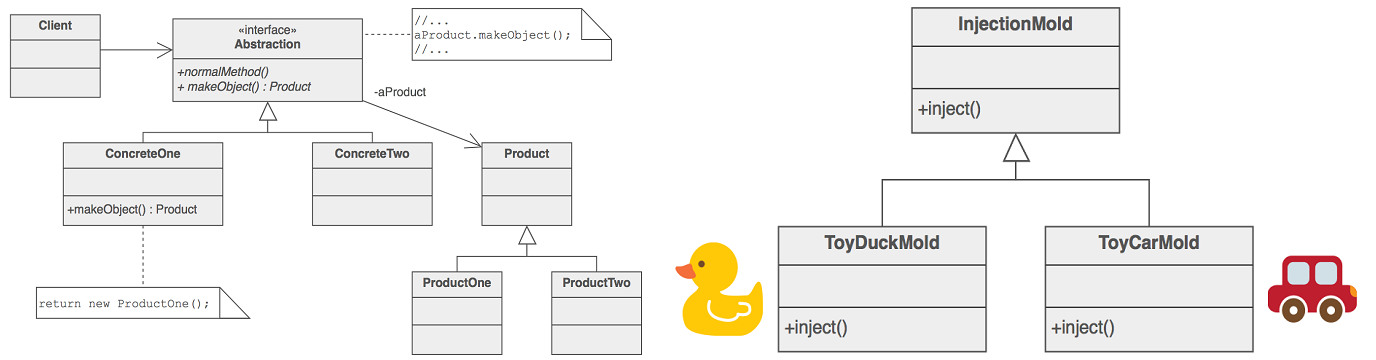 Client
«interface»
Abstraction
+normalMethod()
+ makeObject() : Product
//...
aProduct.makeObject();
//...
-aProduct
ConcreteOne
+makeObject() : Product
ConcreteTwo
Product
return new ProductOne();
ProductOne
ProductTwo
InjectionMold
+inject()
ToyDuckMold
+inject()
ToyCarMold
+inject()